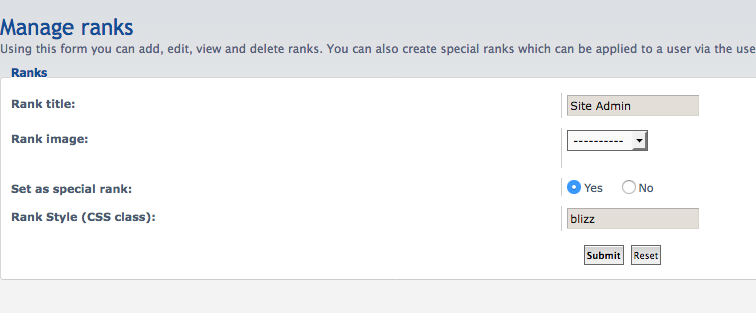 Manage ranks
Using this form you can add, edit, view and delete ranks. You can also create special ranks which can be applied to a user via the use
Ranks
Rank title: Site Admin
Rank image: ----------
Set as special rank: Yes No
Rank Style (CSS class): blizz
Submit Reset